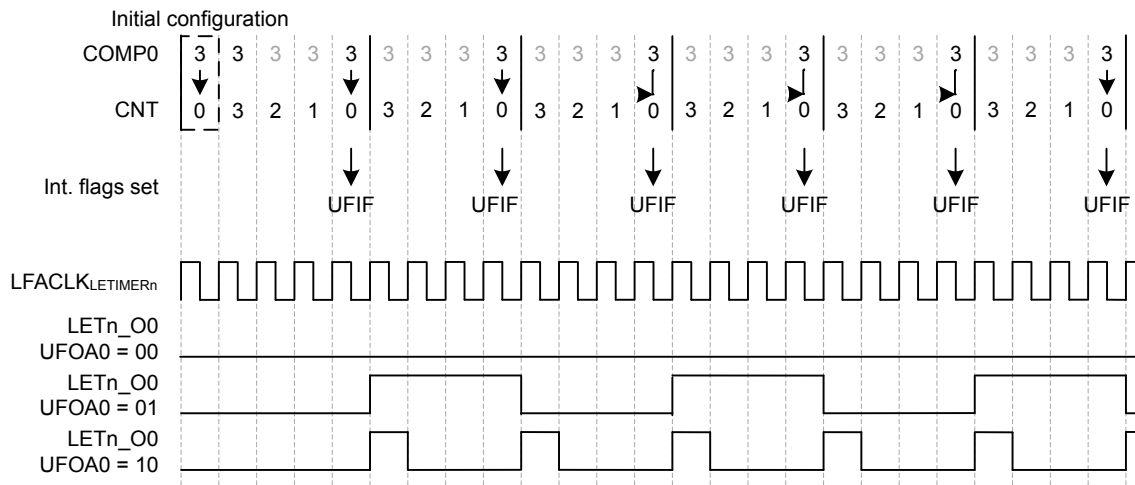 Initial configuration
COMP0 3 3 3 3 3 3 3 3 3 3 3 3 3 3 3 3 3 3 3 3 3 3 3 3 3
CNT 0 3 2 1 0 3 2 1 0 3 2 1 0 3 2 1 0 3 2 1 0 3 2 1 0
Int. flags set
UFIF UFIF UFIF UFIF UFIF UFIF
LFACLKLETIMERn
LETn_O0
UFOA0 = 00
LETn_O0
UFOA0 = 01
LETn_O0
UFOA0 = 10